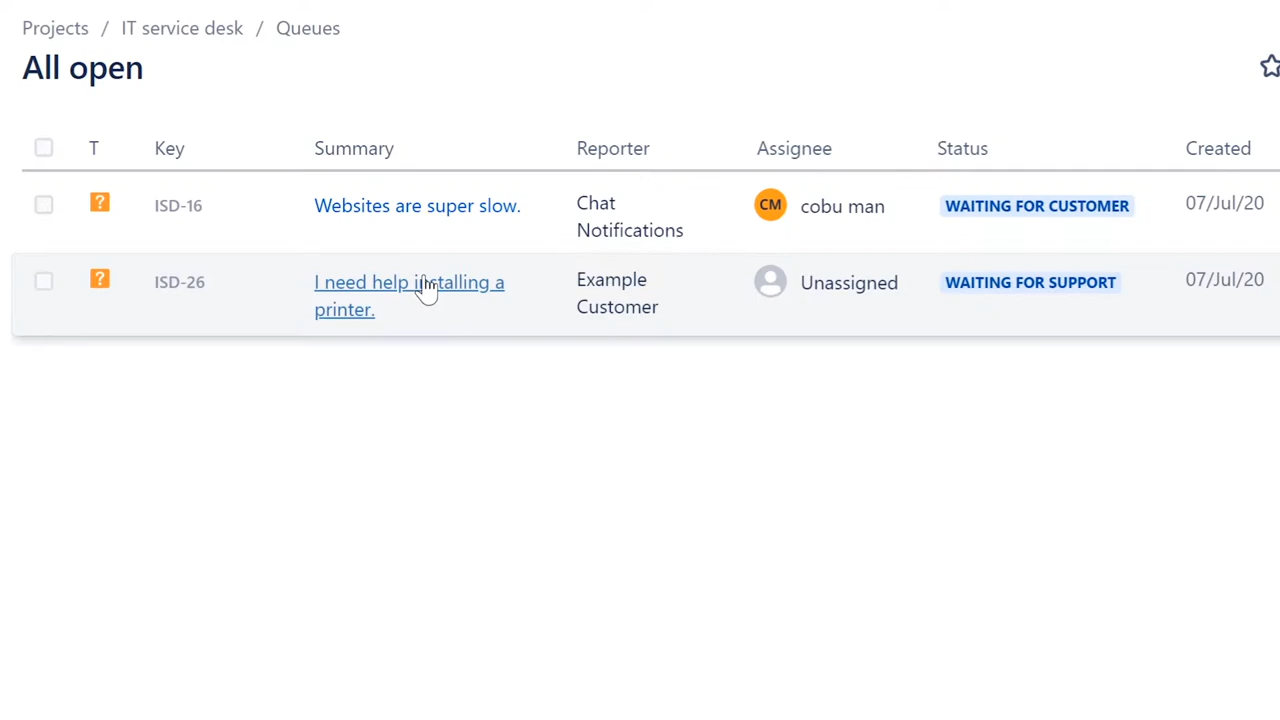 Projects / IT service desk / Queues
All open
T Key Summary Reporter Assignee Status Created
? ISD-16 Websites are super slow. Chat CM cobu man WAITING FOR CUSTOMER 07/Jul/20
Notifications
? ISD-26 I need help installing a Example Unassigned WAITING FOR SUPPORT 07/Jul/20
printer. Customer